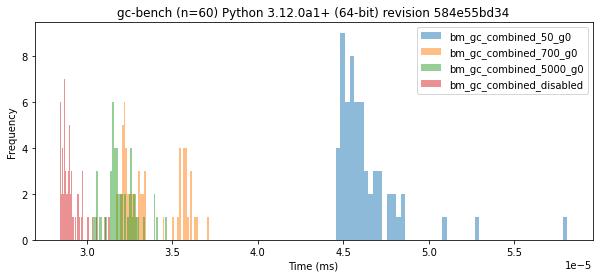 gc-bench (n=60) Python 3.12.0a1+ (64-bit) revision 584e55bd34
bm_gc_combined_50_g0
bm_gc_combined_700_g0
bm_gc_combined_5000_g0
bm_gc_combined_disabled
Frequency
8
6
4
2
0
3.0 3.5 4.0 4.5 5.0 5.5
1e−5
Time (ms)